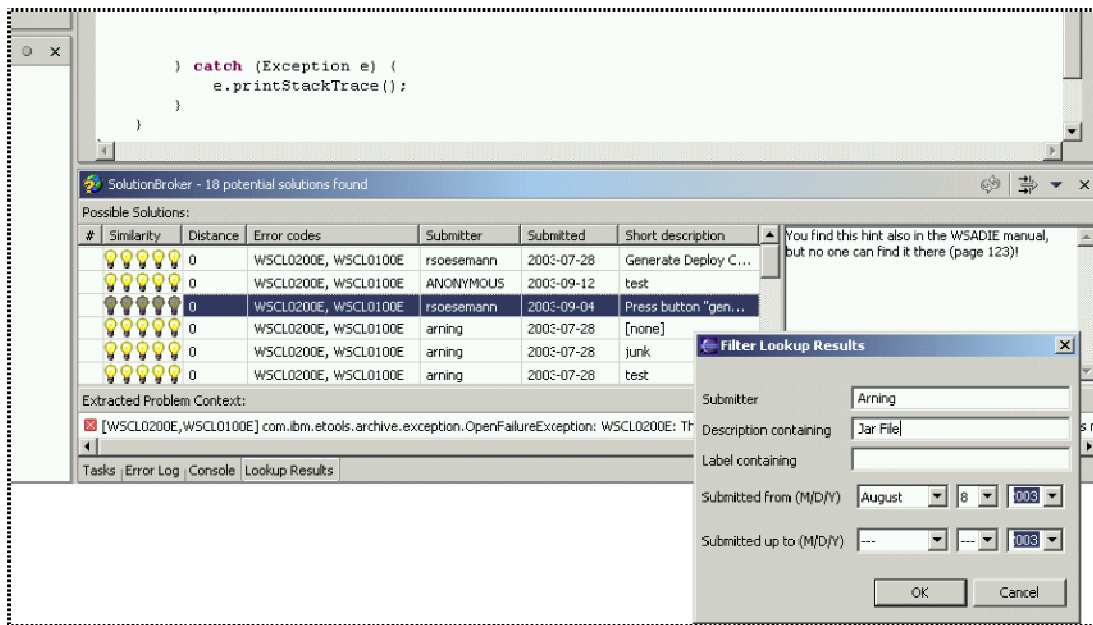 } catch (Exception e) {
e.printStackTrace();
}
}
SolutionBroker - 18 potential solutions found
Possible Solutions:
# Similarity Distance Error codes Submitter Submitted Short description
0 WSCL0200E, WSCL0100E rsoesemann 2003-07-28 Generate Deploy C...
0 WSCL0200E, WSCL0100E ANONYMOUS 2003-09-12 test
0 WSCL0200E, WSCL0100E rsoesemann 2003-09-04 Press button "gen...
0 WSCL0200E, WSCL0100E arning 2003-07-28 [none]
0 WSCL0200E, WSCL0100E arning 2003-07-28 junk
0 WSCL0200E, WSCL0100E arning 2003-07-28 test
You find this hint also in the WSADIE manual,
but no one can find it there (page 123)!
Extracted Problem Context:
[WSCL0200E,WSCL0100E] com.ibm.etools.archive.exception.OpenFailureException: WSCL0200E:
Tasks Error Log Console Lookup Results
Filter Lookup Results
Submitter Arning
Description containing Jar File
Label containing
Submitted from (M/D/Y) August 8 003
Submitted up to (M/D/Y) --- --- 003
OK Cancel